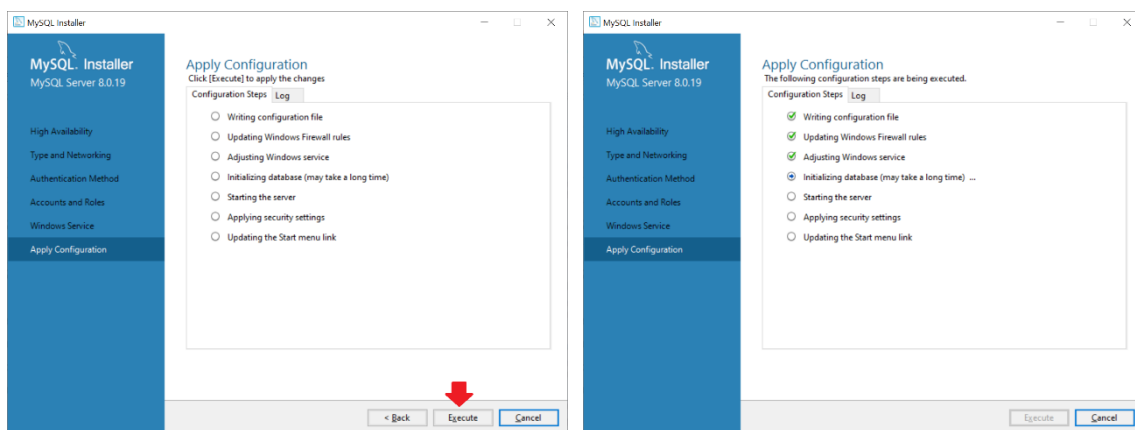 MySQL Installer
MySQL. Installer
MySQL Server 8.0.19
High Availability
Type and Networking
Authentication Method
Accounts and Roles
Windows Service
Apply Configuration
Apply Configuration
Click [Execute] to apply the changes
Configuration Steps Log
Writing configuration file
Updating Windows Firewall rules
Adjusting Windows service
Initializing database (may take a long time)
Starting the server
Applying security settings
Updating the Start menu link
< Back Execute Cancel
MySQL Installer
MySQL. Installer
MySQL Server 8.0.19
High Availability
Type and Networking
Authentication Method
Accounts and Roles
Windows Service
Apply Configuration
Apply Configuration
The following configuration steps are being executed.
Configuration Steps Log
Writing configuration file
Updating Windows Firewall rules
Adjusting Windows service
Initializing database (may take a long time) ...
Starting the server
Applying security settings
Updating the Start menu link
Execute Cancel